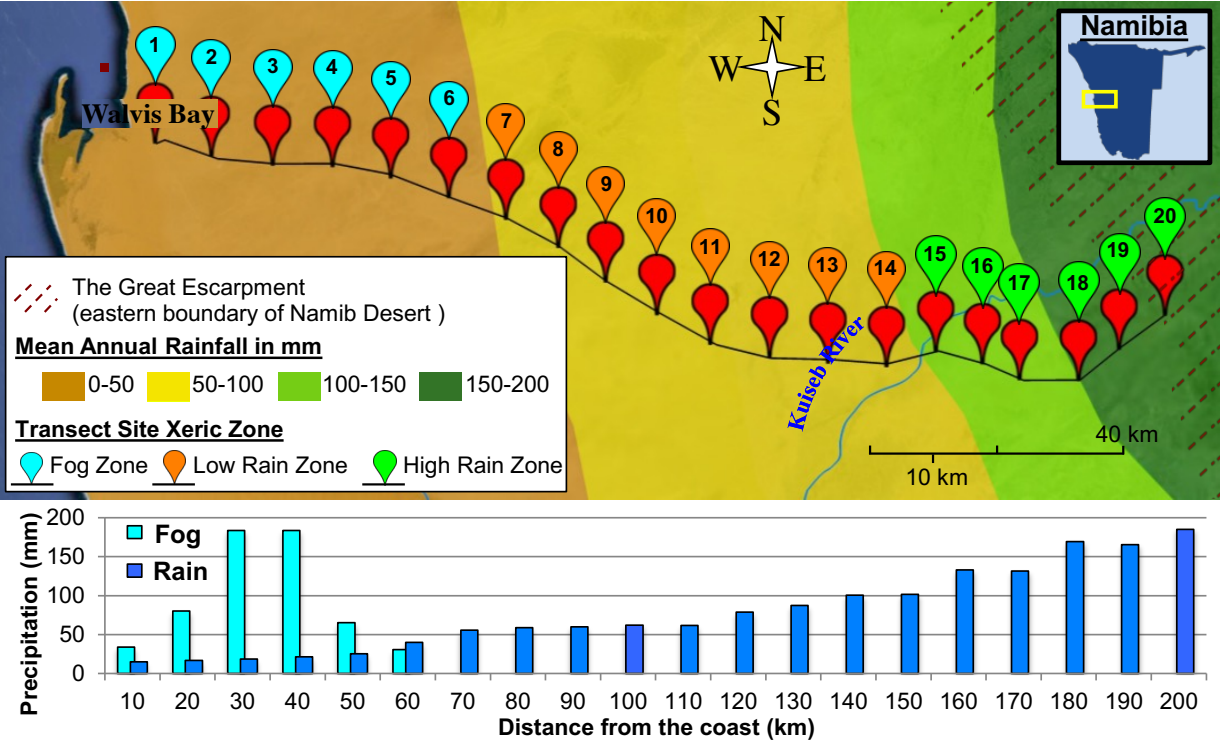 Namibia
N
W E
S
1
2
3
4
5
6
7
8
9
10
11
12
13
14
15
16
17
18
19
20
Walvis Bay
Kuiseb River
The Great Escarpment
(eastern boundary of Namib Desert )
Mean Annual Rainfall in mm
0-50 50-100 100-150 150-200
Transect Site Xeric Zone
Fog Zone Low Rain Zone High Rain Zone
40 km
10 km
Precipitation (mm)
200
150
100
50
0
Fog
Rain
10 20 30 40 50 60 70 80 90 100 110 120 130 140 150 160 170 180 190 200
Distance from the coast (km)